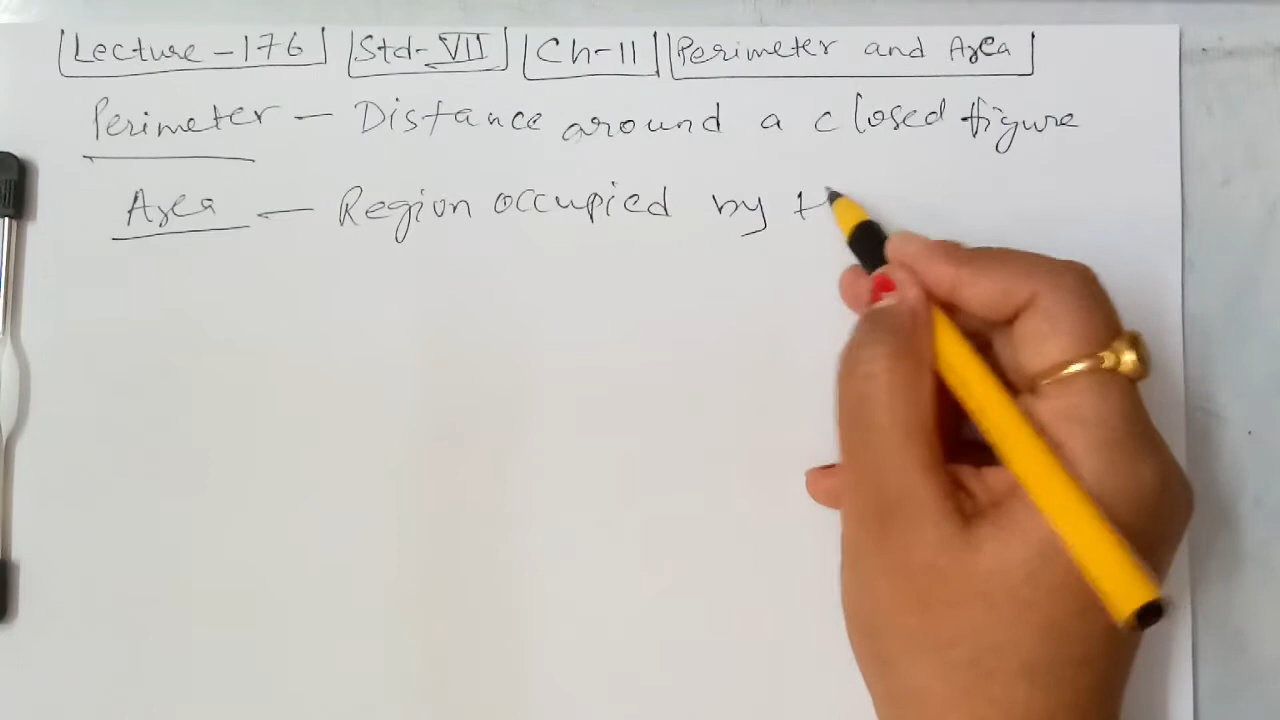 Lecture-176 Std-VII Ch-11 Perimeter and Area
Perimeter - Distance around a closed figure
Area - Region occupied by